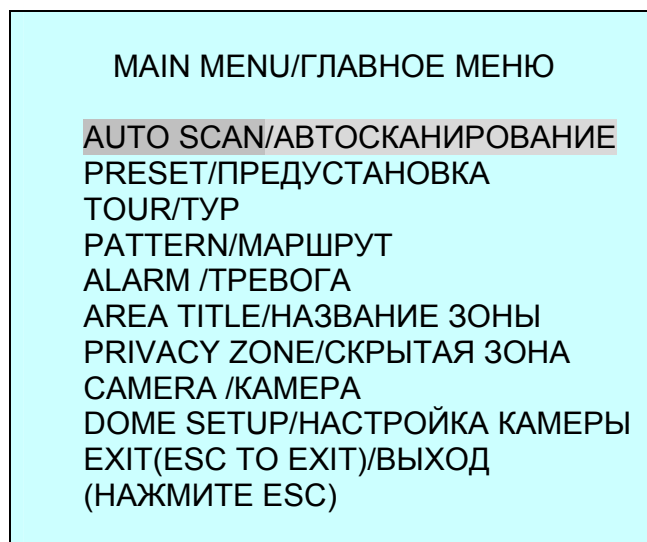 MAIN MENU/ГЛАВНОЕ МЕНЮ
AUTO SCAN/АВТОСКАНИРОВАНИЕ
PRESET/ПРЕДУСТАНОВКА
TOUR/ТУР
PATTERN/МАРШРУТ
ALARM /ТРЕВОГА
AREA TITLE/НАЗВАНИЕ ЗОНЫ
PRIVACY ZONE/СКРЫТАЯ ЗОНА
CAMERA /КАМЕРА
DOME SETUP/НАСТРОЙКА КАМЕРЫ
EXIT(ESC TO EXIT)/ВЫХОД
(НАЖМИТЕ ESC)